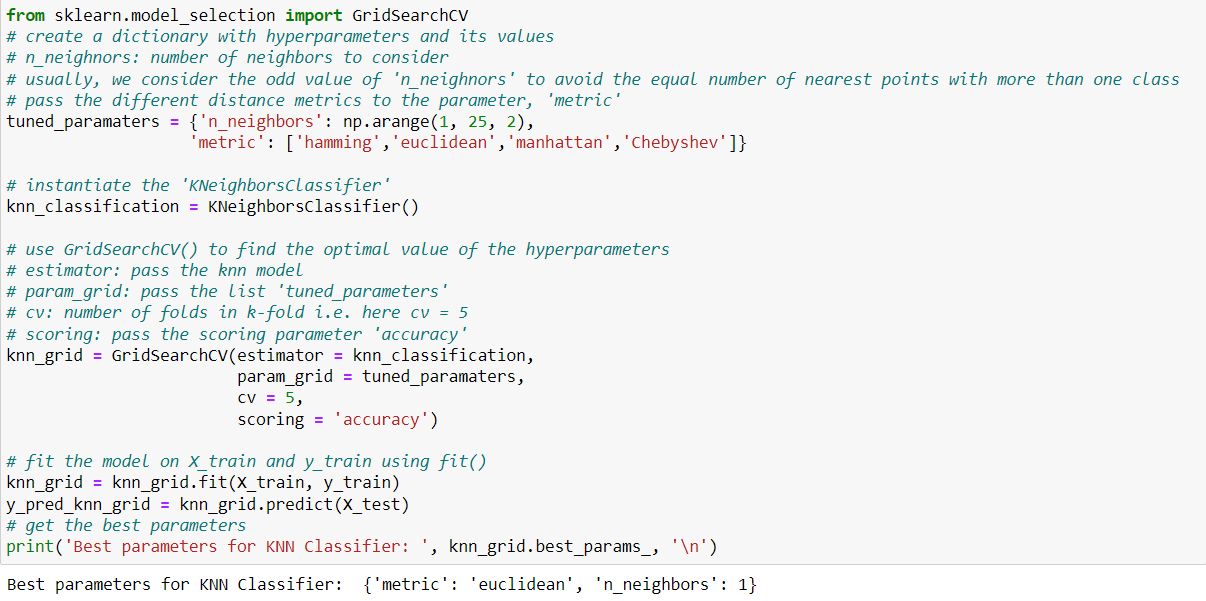 from sklearn.model_selection import GridSearchCV
# create a dictionary with hyperparameters and its values
# n_neighnors: number of neighbors to consider
# usually, we consider the odd value of 'n_neighnors' to avoid the equal number of nearest points with more than one class
# pass the different distance metrics to the parameter, 'metric'
tuned_paramaters = {'n_neighbors': np.arange(1, 25, 2),
                   'metric': ['hamming','euclidean','manhattan','Chebyshev']}

# instantiate the 'KNeighborsClassifier'
knn_classification = KNeighborsClassifier()

# use GridSearchCV() to find the optimal value of the hyperparameters
# estimator: pass the knn model
# param_grid: pass the list 'tuned_parameters'
# cv: number of folds in k-fold i.e. here cv = 5
# scoring: pass the scoring parameter 'accuracy'
knn_grid = GridSearchCV(estimator = knn_classification,
                        param_grid = tuned_paramaters,
                        cv = 5,
                        scoring = 'accuracy')

# fit the model on X_train and y_train using fit()
knn_grid = knn_grid.fit(X_train, y_train)
y_pred_knn_grid = knn_grid.predict(X_test)
# get the best parameters
print('Best parameters for KNN Classifier: ', knn_grid.best_params_, '\n')

Best parameters for KNN Classifier:  {'metric': 'euclidean', 'n_neighbors': 1}